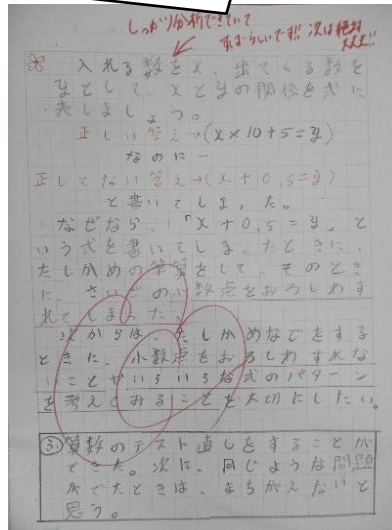 しっかり分析できていて
すばらしいです!! 次は絶対
大丈夫!!
入れる数をx、出てくる数を
yとして、xとyの関係を式に
表しましょう。
正しい答え→(x×10+5=y)
なのに—
正しくない答え→(x+0.5=y)
と書いてしまった。
なぜなら、「x+0.5=y」と
いう式を書いてしまったときに、
たしかめの筆算をして、そのとき
に、さいごの小数点をおろしわす
れてしまった。
次からは、たしかめなどをする
ときに、小数点をおろしわすれな
いことやいろいろな式のパターン
を考えてみることを大切にしたい。
ふ 算数のテスト直しをすることが
できた。次に、同じような問題
がでたときは、まちがえないと
思う。